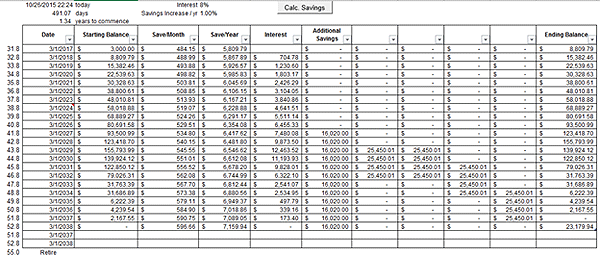 10/25/2015 22:24 today Interest 8% Calc. Savings
491.07 days Savings Increase / yr 1.00%
1.34 years to commence
Date Starting Balance Save/Month Save/Year Interest Additional Savings Ending Balance
31.8 3/1/2017 $ 3,000.00 $ 484.15 $ 5,809.79 $ - $ - $ - $ - $ - $ 8,809.79
32.8 3/1/2018 $ 8,809.79 $ 488.99 $ 5,867.89 $ 704.78 $ - $ - $ - $ - $ - $ 15,382.46
33.8 3/1/2019 $ 15,382.46 $ 493.88 $ 5,926.57 $ 1,230.60 $ - $ - $ - $ - $ - $ 22,539.63
34.8 3/1/2020 $ 22,539.63 $ 498.82 $ 5,985.83 $ 1,803.17 $ - $ - $ - $ - $ - $ 30,328.63
35.8 3/1/2021 $ 30,328.63 $ 503.81 $ 6,045.69 $ 2,426.29 $ - $ - $ - $ - $ - $ 38,800.61
36.8 3/1/2022 $ 38,800.61 $ 508.85 $ 6,106.15 $ 3,104.05 $ - $ - $ - $ - $ - $ 48,010.81
37.8 3/1/2023 $ 48,010.81 $ 513.93 $ 6,167.21 $ 3,840.86 $ - $ - $ - $ - $ - $ 58,018.88
38.8 3/1/2024 $ 58,018.88 $ 519.07 $ 6,228.88 $ 4,641.51 $ - $ - $ - $ - $ - $ 68,889.27
39.8 3/1/2025 $ 68,889.27 $ 524.26 $ 6,291.17 $ 5,511.14 $ - $ - $ - $ - $ - $ 80,691.58
40.8 3/1/2026 $ 80,691.58 $ 529.51 $ 6,354.08 $ 6,455.33 $ - $ - $ - $ - $ - $ 93,500.99
41.8 3/1/2027 $ 93,500.99 $ 534.80 $ 6,417.62 $ 7,480.08 $ 16,020.00 $ - $ - $ - $ - $ 123,418.70
42.8 3/1/2028 $ 123,418.70 $ 540.15 $ 6,481.80 $ 9,873.50 $ 16,020.00 $ - $ - $ - $ - $ 155,793.99
43.8 3/1/2029 $ 155,793.99 $ 545.55 $ 6,546.62 $ 12,463.52 $ 16,020.00 $ 25,450.01 $ 25,450.01 $ - $ - $ 139,924.12
44.8 3/1/2030 $ 139,924.12 $ 551.01 $ 6,612.08 $ 11,193.93 $ 16,020.00 $ 25,450.01 $ 25,450.01 $ - $ - $ 122,850.12
45.8 3/1/2031 $ 122,850.12 $ 556.52 $ 6,678.20 $ 9,828.01 $ 16,020.00 $ 25,450.01 $ 25,450.01 $ 25,450.01 $ - $ 79,026.31
46.8 3/1/2032 $ 79,026.31 $ 562.08 $ 6,744.99 $ 6,322.10 $ 16,020.00 $ 25,450.01 $ 25,450.01 $ 25,450.01 $ - $ 31,763.39
47.8 3/1/2033 $ 31,763.39 $ 567.70 $ 6,812.44 $ 2,541.07 $ 16,020.00 $ - $ - $ 25,450.01 $ - $ 31,686.89
48.8 3/1/2034 $ 31,686.89 $ 573.38 $ 6,880.56 $ 2,534.95 $ 16,020.00 $ - $ - $ 25,450.01 $ 25,450.01 $ 6,222.39
49.8 3/1/2035 $ 6,222.39 $ 579.11 $ 6,949.37 $ 497.79 $ 16,020.00 $ - $ - $ - $ 25,450.01 $ 4,239.54
50.8 3/1/2036 $ 4,239.54 $ 584.90 $ 7,018.86 $ 339.16 $ 16,020.00 $ - $ - $ - $ 25,450.01 $ 2,167.55
51.8 3/1/2037 $ 2,167.55 $ 590.75 $ 7,089.05 $ 173.40 $ 16,020.00 $ - $ - $ - $ 25,450.01 $ -
52.8 3/1/2038 $ - $ 596.66 $ 7,159.94 $ - $ 16,020.00 $ - $ - $ - $ - $ 23,179.94
51.8 3/1/2037
52.8 3/1/2038
55.0 Retire